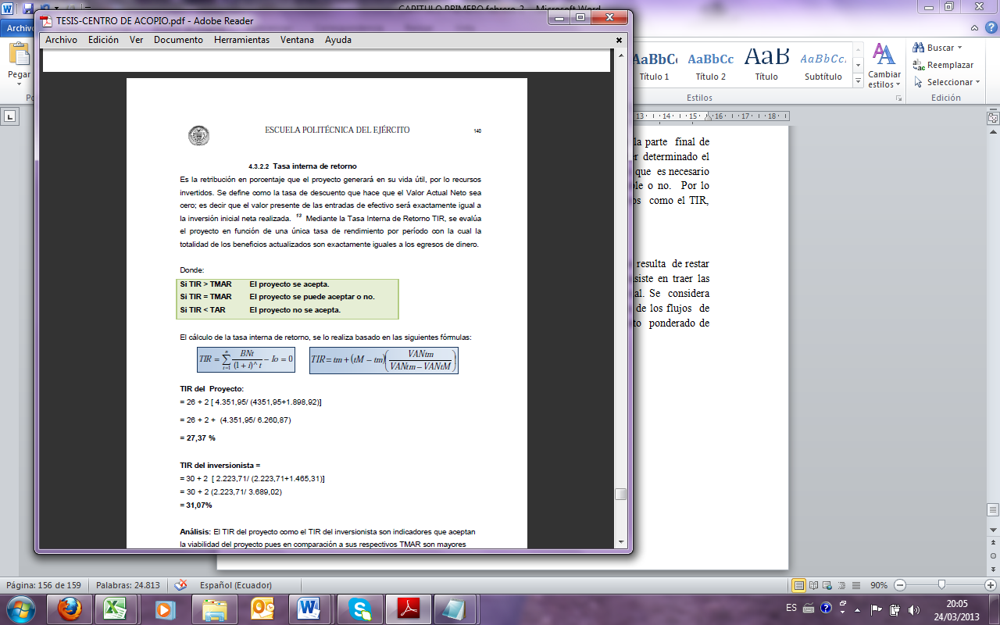 CAPITULO PRIMERO febrero 2 - Microsoft Word
TESIS-CENTRO DE ACOPIO.pdf - Adobe Reader
Archivo Edición Ver Documento Herramientas Ventana Ayuda
Archivo
Pegar
AaBbCc AaBbCc AaB AaBbCc.
Título 1 Título 2 Título Subtítulo
Cambiar
estilos
Estilos
Buscar
Reemplazar
Seleccionar
Edición
13 14 15 16 17 18
ESCUELA POLITÉCNICA DEL EJÉRCITO 140
4.3.2.2 Tasa interna de retorno
Es la retribución en porcentaje que el proyecto generará en su vida útil, por lo recursos
invertidos. Se define como la tasa de descuento que hace que el Valor Actual Neto sea
cero; es decir que el valor presente de las entradas de efectivo será exactamente igual a
la inversión inicial neta realizada. 13 Mediante la Tasa Interna de Retorno TIR, se evalúa
el proyecto en función de una única tasa de rendimiento por período con la cual la
totalidad de los beneficios actualizados son exactamente iguales a los egresos de dinero.
Donde:
Si TIR > TMAR El proyecto se acepta.
Si TIR = TMAR El proyecto se puede aceptar o no.
Si TIR < TAR El proyecto no se acepta.
El cálculo de la tasa interna de retorno, se lo realiza basado en las siguientes fórmulas:
TIR = ∑ n t=1 BNt / (1 + i)^ t − Io = 0
TIR = tm + (tM − tm)(VANtm / VANtm − VANtM)
TIR del Proyecto:
= 26 + 2 [ 4.351,95/ (4351,95+1.898,92)]
= 26 + 2 + (4.351,95/ 6.260,87)
= 27,37 %
TIR del inversionista =
= 30 + 2 [ 2.223,71/ (2.223,71+1.465,31)]
= 30 + 2 (2.223,71/ 3.689,02)
= 31,07%
Análisis: El TIR del proyecto como el TIR del inversionista son indicadores que aceptan
la viabilidad del proyecto pues en comparación a sus respectivos TMAR son mayores
la parte final de
determinado el
que es necesario
o no. Por lo
como el TIR,
resulta de restar
en traer las
Se considera
de los flujos de
ponderado de
Página: 156 de 159 Palabras: 24.813 Español (Ecuador) 90%
ES 20:05
24/03/2013